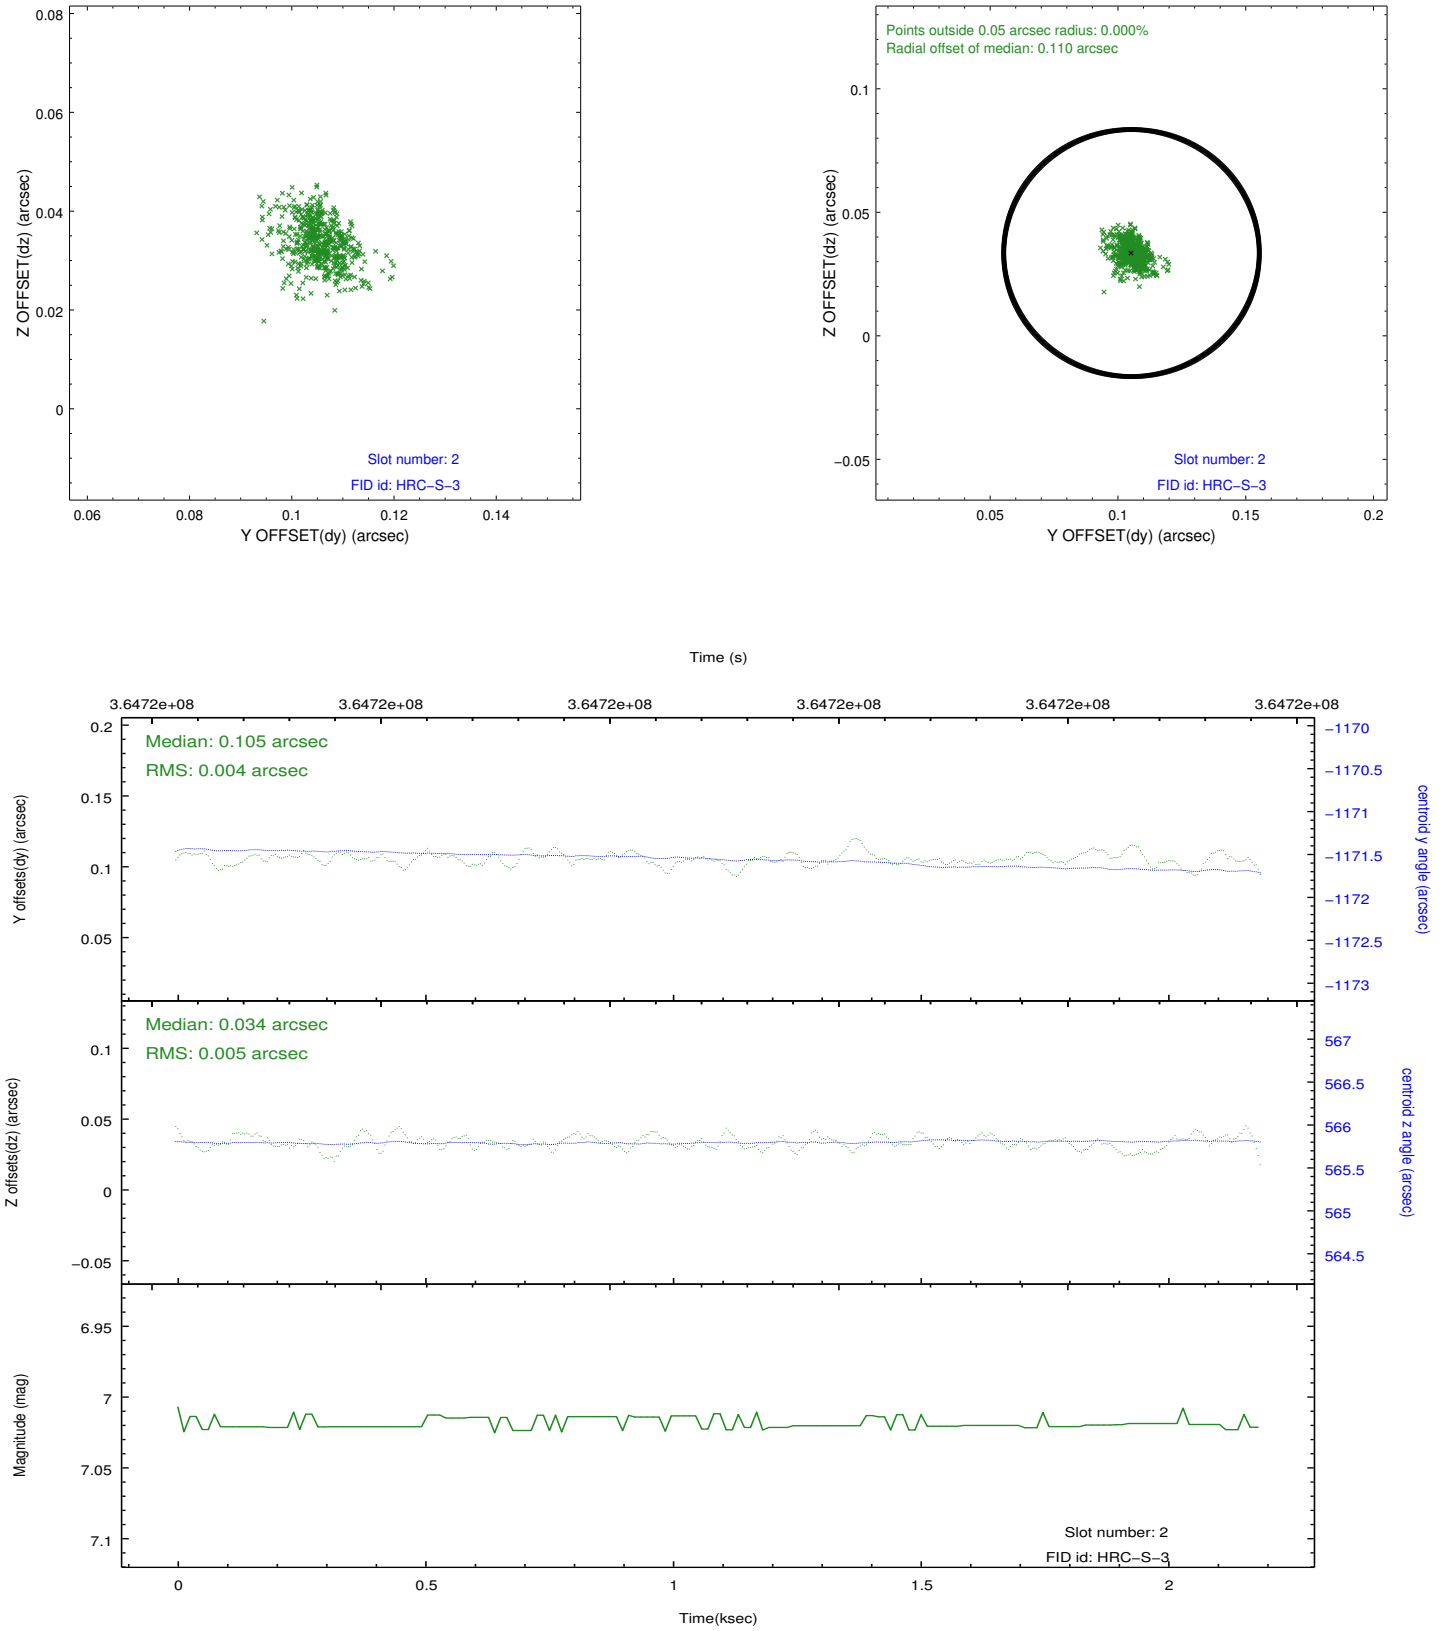 0.08
0.06
0.04
0.02
0
Z OFFSET(dz) (arcsec)
Slot number: 2
FID id: HRC−S−3
0.06 0.08 0.1 0.12 0.14
Y OFFSET(dy) (arcsec)
Points outside 0.05 arcsec radius: 0.000%
Radial offset of median: 0.110 arcsec
0.1
0.05
0
−0.05
Z OFFSET(dz) (arcsec)
Slot number: 2
FID id: HRC−S−3
0.05 0.1 0.15 0.2
Y OFFSET(dy) (arcsec)
Time (s)
3.6472e+08 3.6472e+08 3.6472e+08 3.6472e+08 3.6472e+08 3.6472e+08
Median: 0.105 arcsec
RMS: 0.004 arcsec
0.2
0.15
0.1
0.05
Y offsets(dy) (arcsec)
−1170
−1170.5
−1171
−1171.5
−1172
−1172.5
−1173
centroid y angle (arcsec)
Median: 0.034 arcsec
RMS: 0.005 arcsec
0.1
0.05
0
−0.05
Z offsets(dz) (arcsec)
567
566.5
566
565.5
565
564.5
centroid z angle (arcsec)
6.95
7
7.05
7.1
Magnitude (mag)
Slot number: 2
FID id: HRC−S−3
0 0.5 1 1.5 2
Time(ksec)